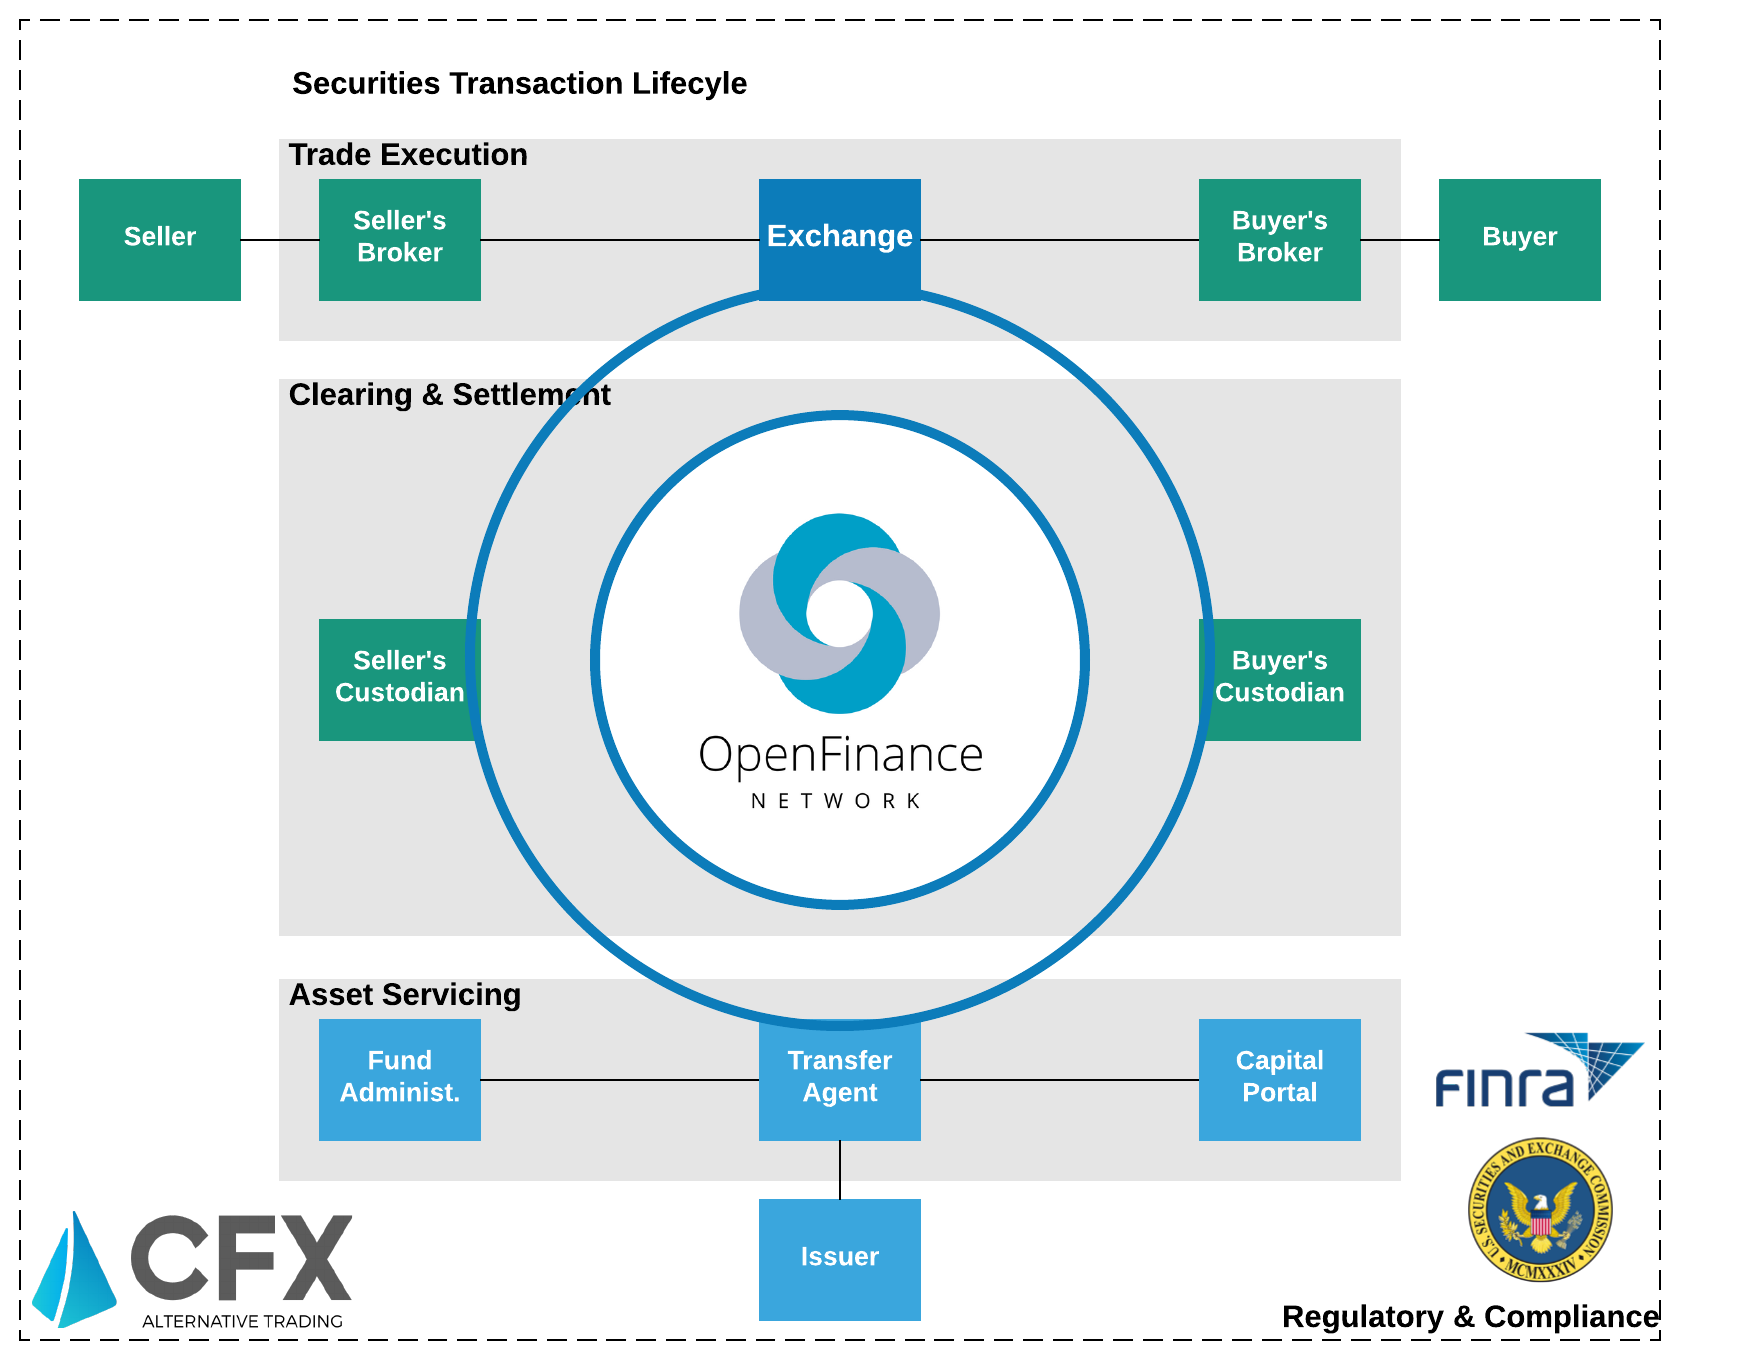 Securities Transaction Lifecyle
Trade Execution
Seller
Seller's
Broker
Exchange
Buyer's
Broker
Buyer
Clearing & Settlement
Seller's
Custodian
OpenFinance
NETWORK
Buyer's
Custodian
Asset Servicing
Fund
Administ.
Transfer
Agent
Capital
Portal
Issuer
FINRA
U.S. SECURITIES AND EXCHANGE COMMISSION
MCMXXXIV
CFX
ALTERNATIVE TRADING
Regulatory & Compliance